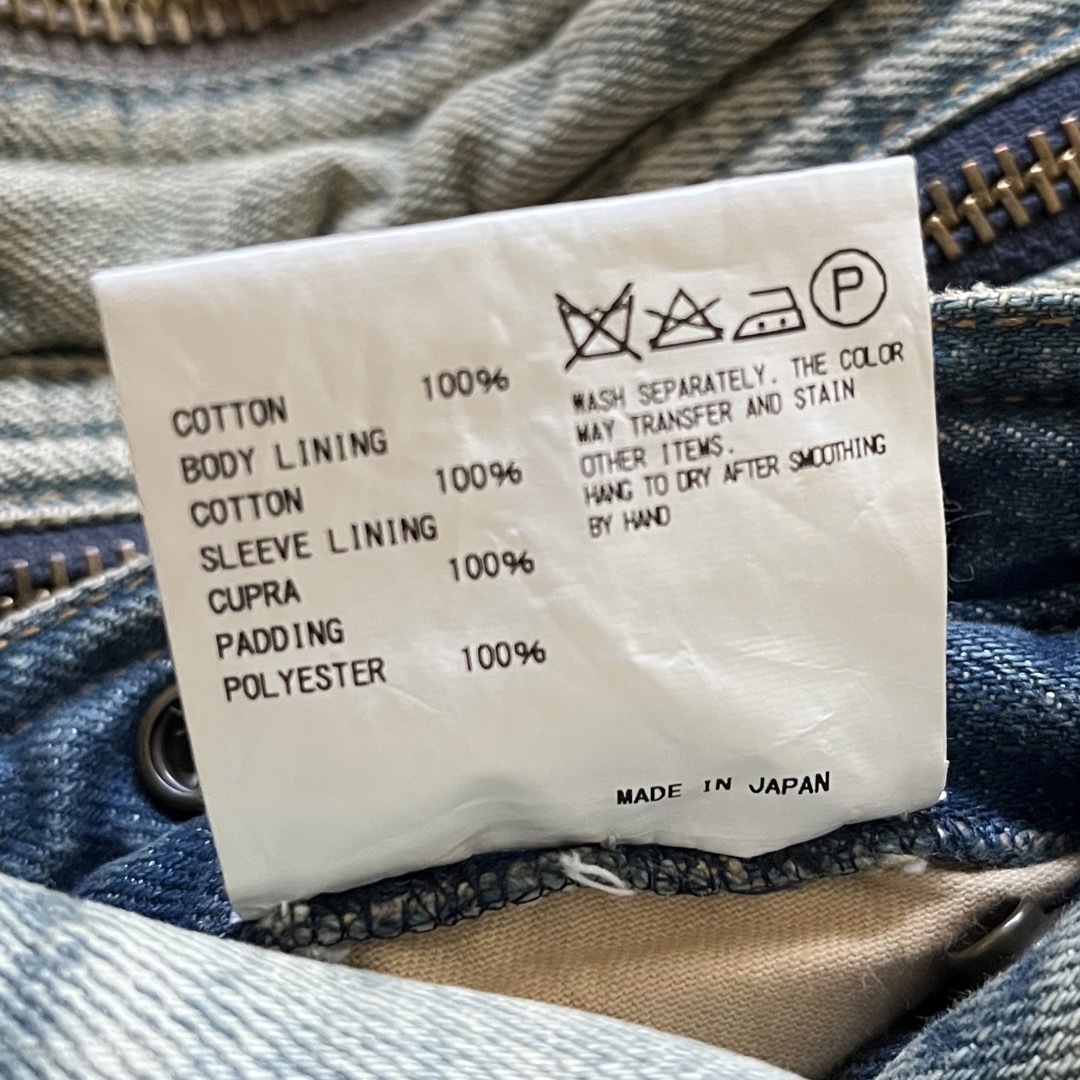 COTTON 100%
BODY LINING
COTTON 100%
SLEEVE LINING
CUPRA 100%
PADDING
POLYESTER 100%
P
WASH SEPARATELY. THE COLOR
MAY TRANSFER AND STAIN
OTHER ITEMS.
HANG TO DRY AFTER SMOOTHING
BY HAND
MADE IN JAPAN